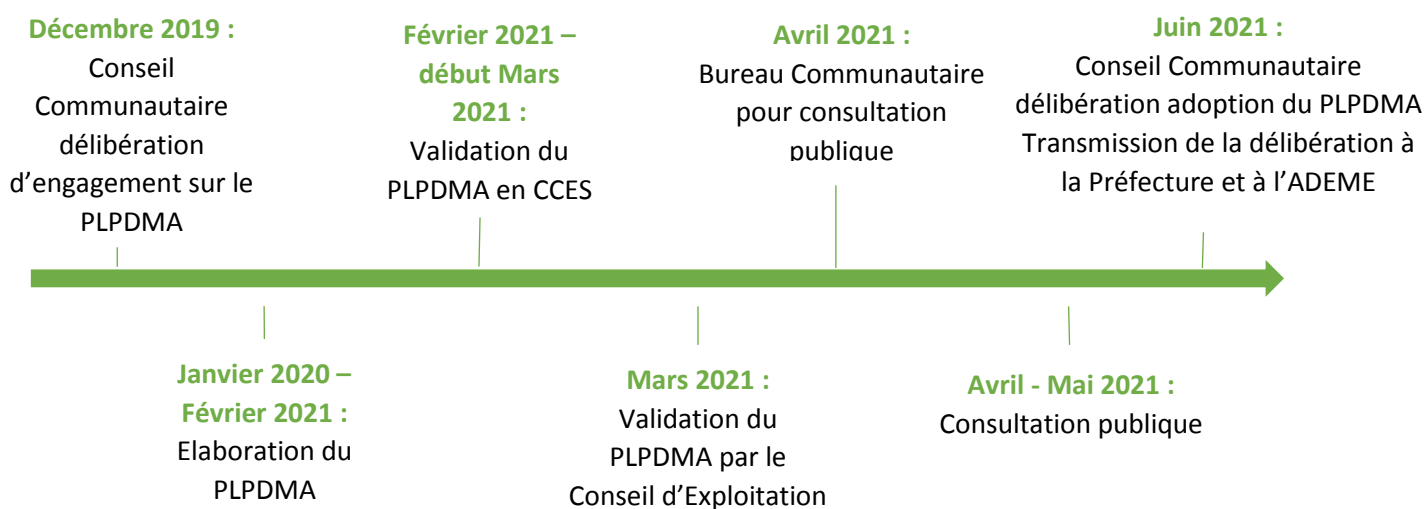 Décembre 2019 :
Conseil
Communautaire
délibération
d'engagement sur le
PLPDMA
Janvier 2020 –
Février 2021 :
Elaboration du
PLPDMA
Février 2021 –
début Mars
2021 :
Validation du
PLPDMA en CCES
Mars 2021 :
Validation du
PLPDMA par le
Conseil d'Exploitation
Avril 2021 :
Bureau Communautaire
pour consultation
publique
Avril - Mai 2021 :
Consultation publique
Juin 2021 :
Conseil Communautaire
délibération adoption du PLPDMA
Transmission de la délibération à
la Préfecture et à l'ADEME